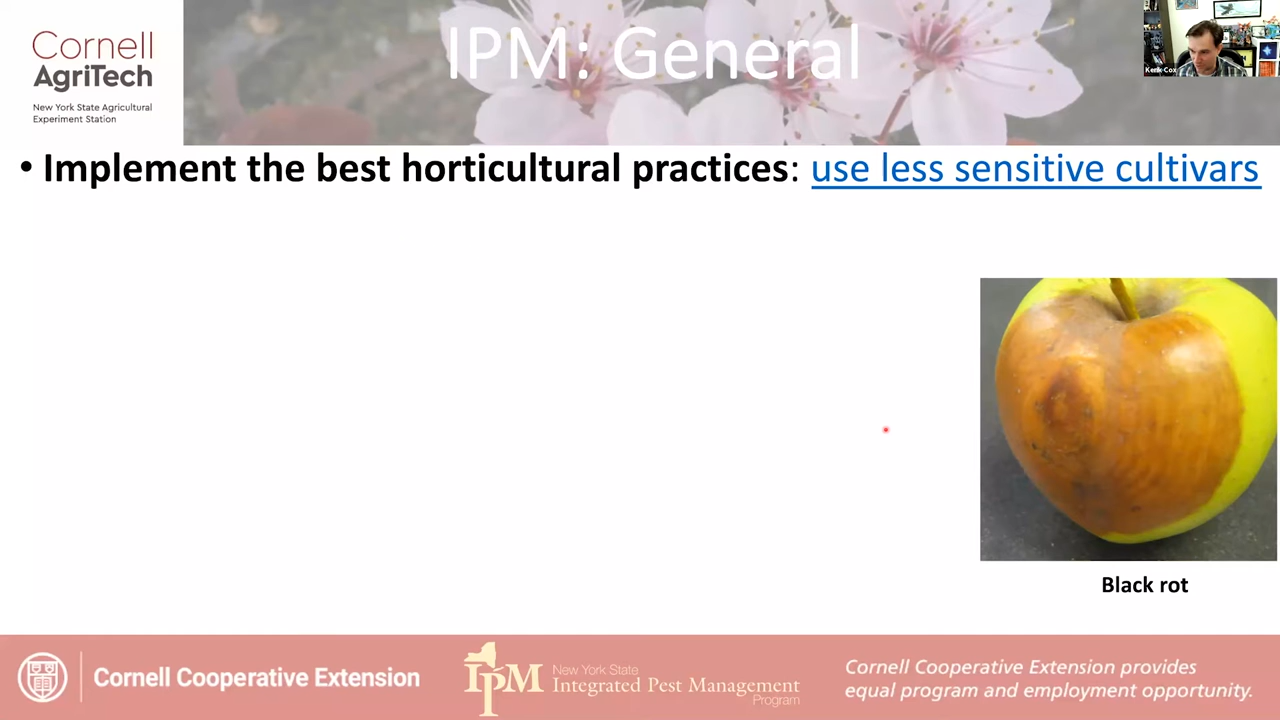 Cornell
AgriTech
New York State Agricultural
Experiment Station
IPM: General
Kerik Cox
• Implement the best horticultural practices: use less sensitive cultivars
Black rot
Cornell Cooperative Extension
IPM
New York State
Integrated Pest Management
Program
Cornell Cooperative Extension provides
equal program and employment opportunity.